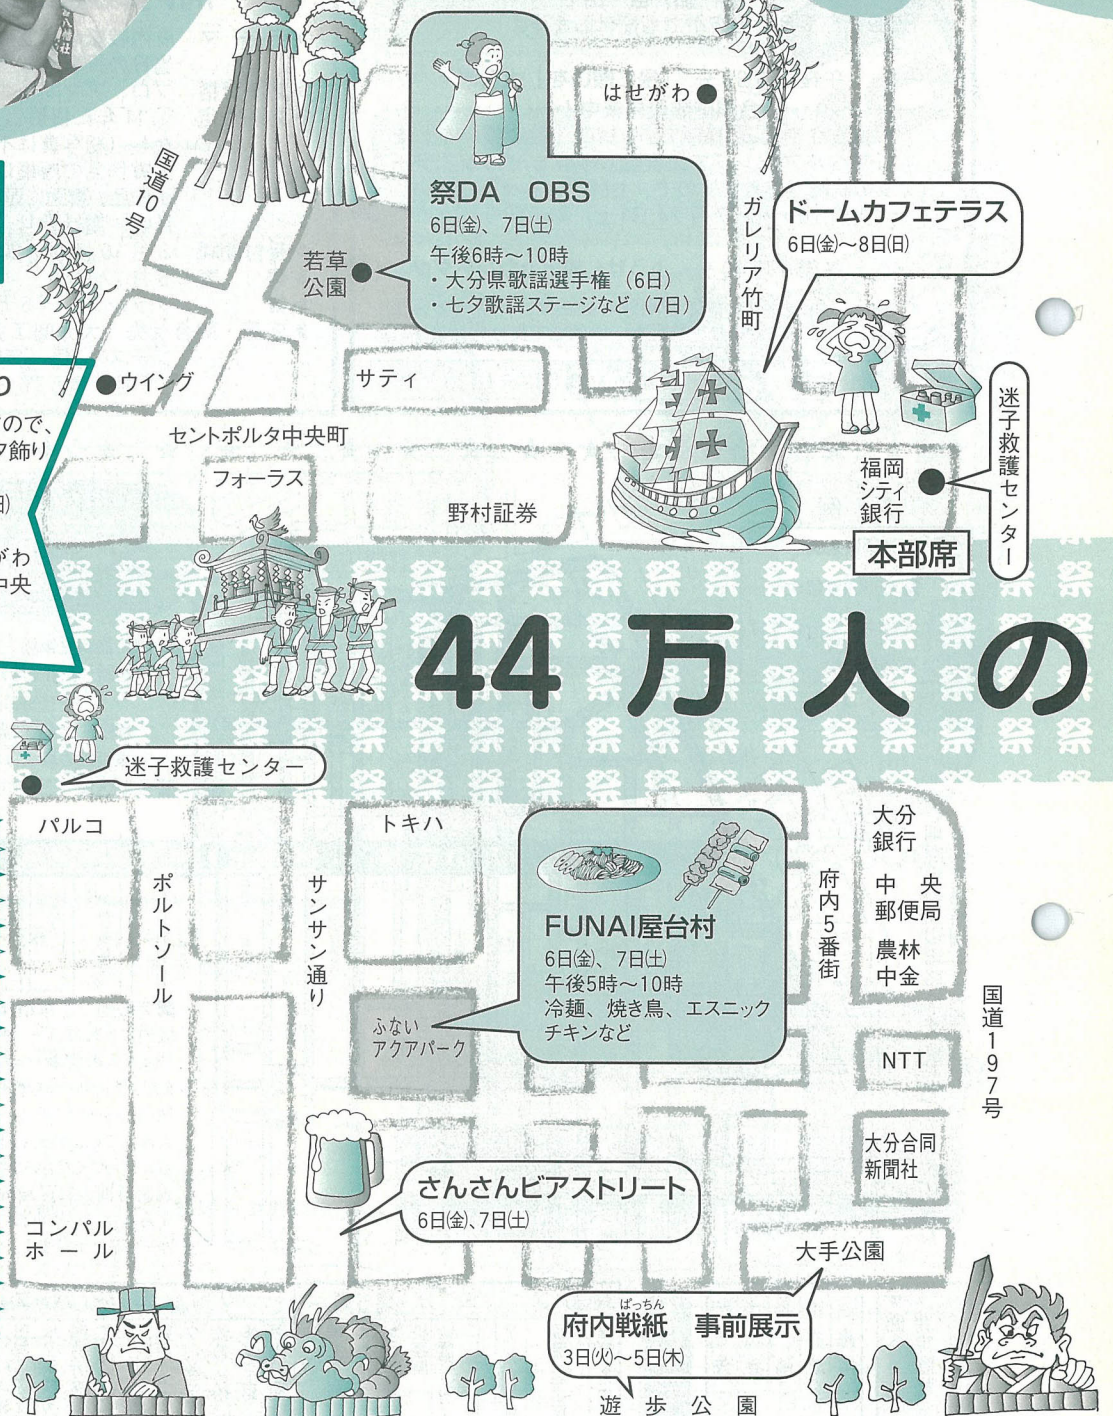 はせがわ
国道10号
祭DA OBS
6日(金)、7日(土)
午後6時～10時
・大分県歌謡選手権（6日）
・七夕歌謡ステージなど（7日）
若草
公園
ガレリア竹町
ドームカフェテラス
6日(金)～8日(日)
ウイング
サティ
ので、
飾り
がわ
中央
セントポルタ中央町
フォーラス
野村証券
福岡
シティ
銀行
迷子救護センター
本部席
44万人の
迷子救護センター
パルコ
ポルトソール
サンサン通り
トキハ
FUNAI屋台村
6日(金)、7日(土)
午後5時～10時
冷麺、焼き鳥、エスニック
チキンなど
府内5番街
大分
銀行
中央
郵便局
農林
中金
国道197号
ふない
アクアパーク
NTT
大分合同
新聞社
さんさんビアストリート
6日(金)、7日(土)
コンパル
ホール
大手公園
ぱっちん
府内戦紙 事前展示
3日(火)～5日(木)
遊歩公園